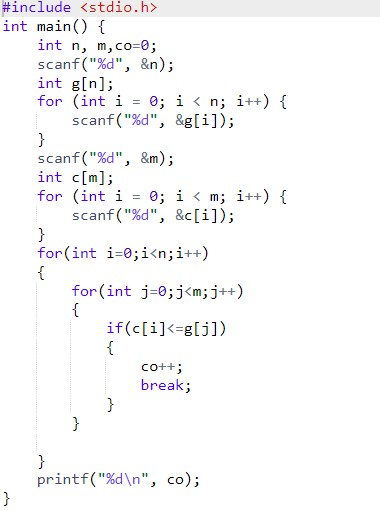 #include <stdio.h>
int main() {
    int n, m,co=0;
    scanf("%d", &n);
    int g[n];
    for (int i = 0; i < n; i++) {
        scanf("%d", &g[i]);
    }
    scanf("%d", &m);
    int c[m];
    for (int i = 0; i < m; i++) {
        scanf("%d", &c[i]);
    }
    for(int i=0;i<n;i++)
    {
        for(int j=0;j<m;j++)
        {
            if(c[i]<=g[j])
            {
                co++;
                break;
            }
        }
    }
    printf("%d\n", co);
}